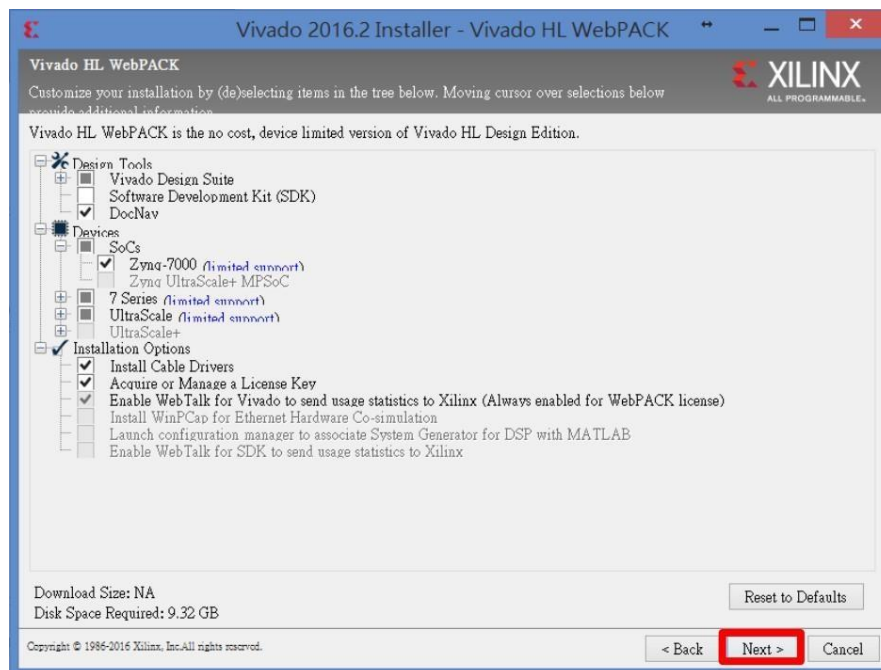 Vivado 2016.2 Installer - Vivado HL WebPACK
Vivado HL WebPACK
Customize your installation by (de)selecting items in the tree below. Moving cursor over selections below
provide additional information
XILINX
ALL PROGRAMMABLE.
Vivado HL WebPACK is the no cost, device limited version of Vivado HL Design Edition.
Design Tools
Vivado Design Suite
Software Development Kit (SDK)
DocNav
Devices
SoCs
Zynq-7000 (limited support)
Zynq UltraScale+ MPSoC
7 Series (limited support)
UltraScale (limited support)
UltraScale+
Installation Options
Install Cable Drivers
Acquire or Manage a License Key
Enable WebTalk for Vivado to send usage statistics to Xilinx (Always enabled for WebPACK license)
Install WinPCap for Ethernet Hardware Co-simulation
Launch configuration manager to associate System Generator for DSP with MATLAB
Enable WebTalk for SDK to send usage statistics to Xilinx
Download Size: NA
Disk Space Required: 9.32 GB
Reset to Defaults
Copyright © 1986-2016 Xilinx, Inc.All rights reserved.
< Back Next > Cancel